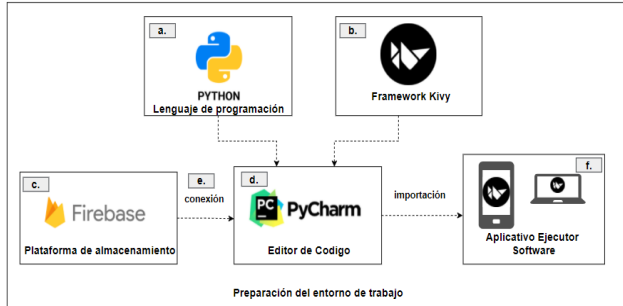 a.
PYTHON
Lenguaje de programación
b.
Framework Kivy
c.
Firebase
Plataforma de almacenamiento
e.
conexión
d.
PC
PyCharm
Editor de Codigo
importación
f.
Aplicativo Ejecutor
Software
Preparación del entorno de trabajo